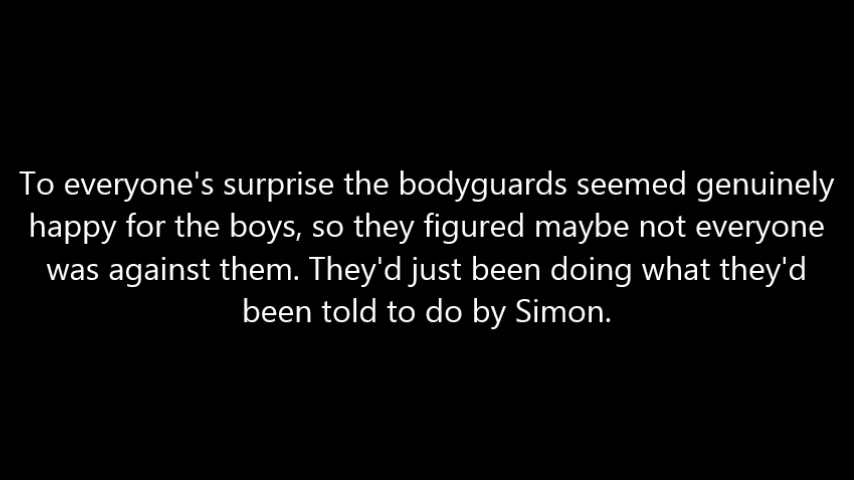 To everyone's surprise the bodyguards seemed genuinely
happy for the boys, so they figured maybe not everyone
was against them. They'd just been doing what they'd
been told to do by Simon.